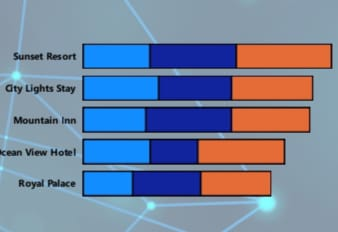 Sunset Resort
City Lights Stay
Mountain Inn
Ocean View Hotel
Royal Palace